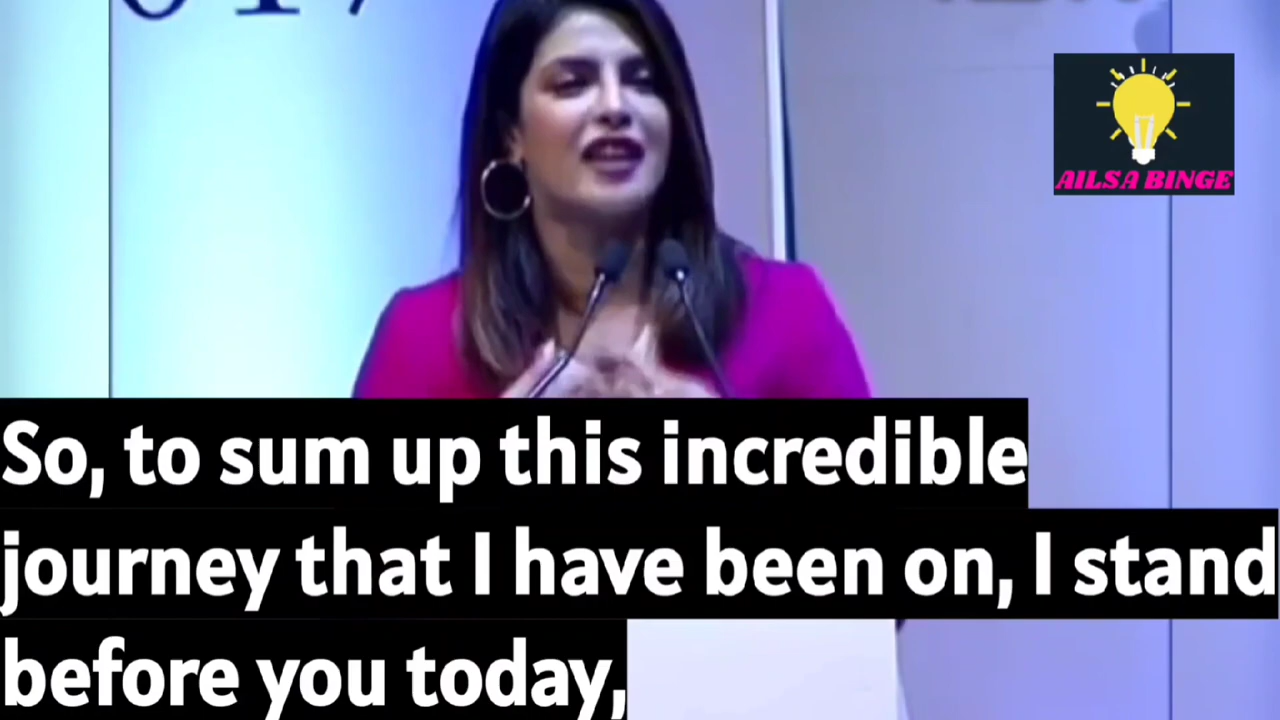 AILSA BINGE
So, to sum up this incredible
journey that I have been on, I stand
before you today,